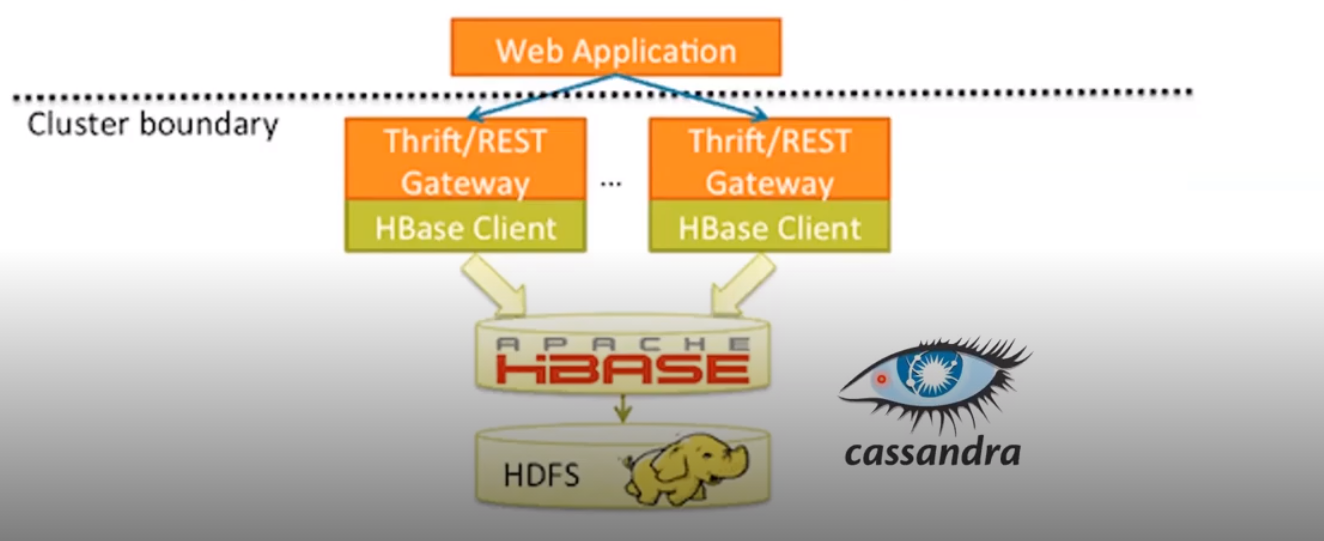 Web Application
Cluster boundary
Thrift/REST
Gateway
HBase Client
...
Thrift/REST
Gateway
HBase Client
APACHE
HBASE
HDFS
cassandra